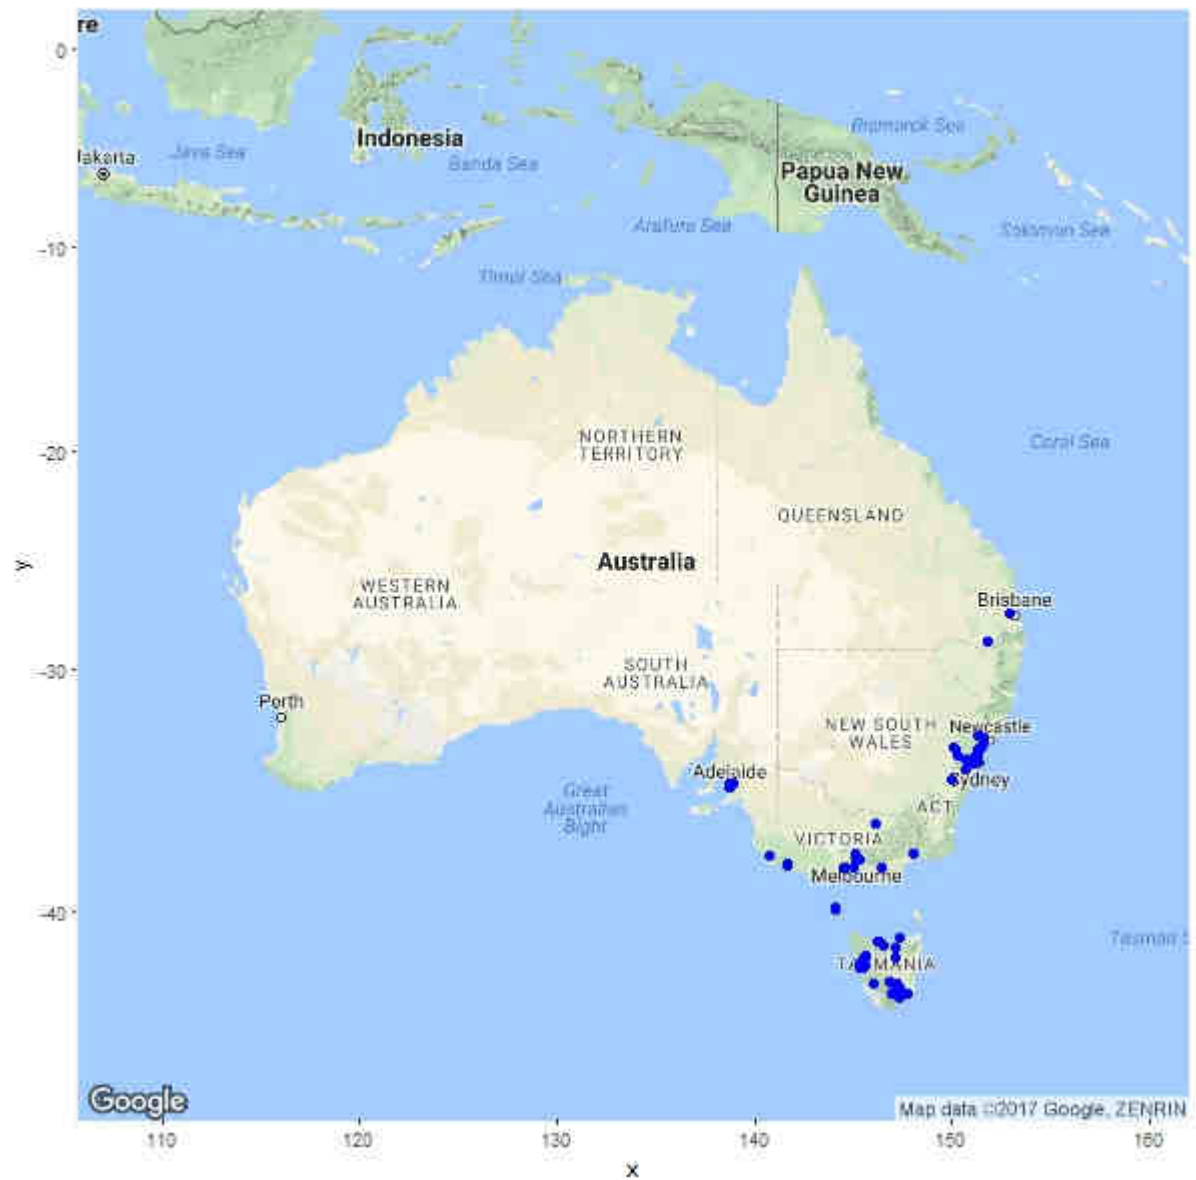 re
0
Bismarck Sea
Indonesia
Java Sea
Jakarta
Banda Sea
Papua New
Guinea
Arafura Sea
Solomon Sea
-10
Timor Sea
NORTHERN
TERRITORY
Coral Sea
-20
QUEENSLAND
Australia
y
WESTERN
AUSTRALIA
Brisbane
SOUTH
AUSTRALIA
-30
Perth
NEW SOUTH
WALES
Newcastle
Adelaide
Sydney
Great
Australian
Bight
ACT
VICTORIA
Melbourne
-40
Tasman S
TASMANIA
Google
Map data ©2017 Google, ZENRIN
110
120
130
140
150
160
x